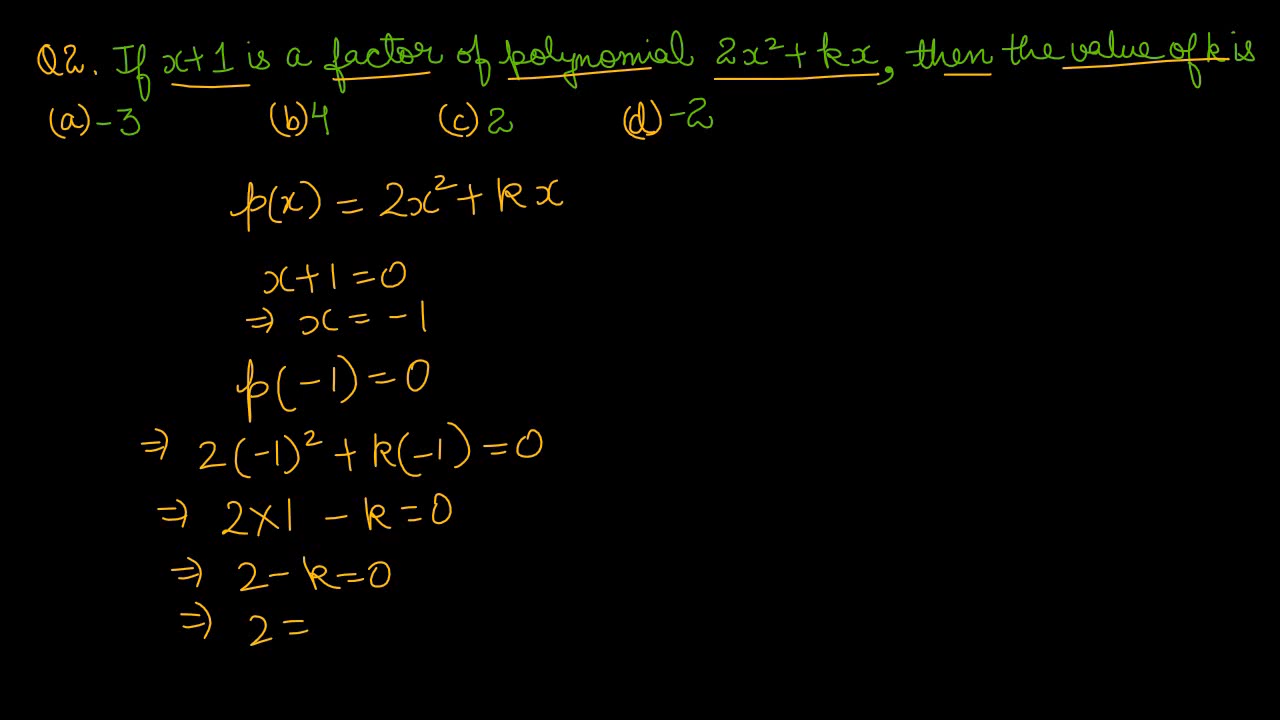 Q2. If x+1 is a factor of polynomial 2x²+kx, then the value of k is
(a) -3 (b) 4 (c) 2 (d) -2
p(x) = 2x²+kx
x+1=0
⇒ x = -1
p(-1)=0
⇒ 2(-1)²+k(-1)=0
⇒ 2×1 - k=0
⇒ 2-k=0
⇒ 2=